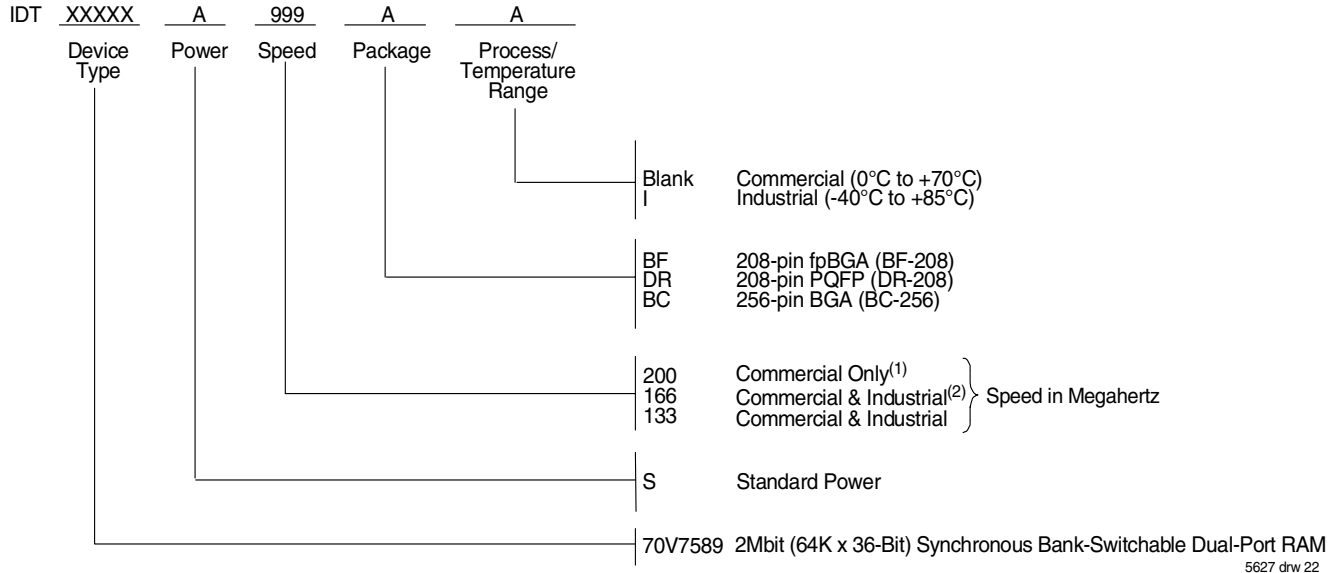 IDT XXXXX A 999 A A
Device Type Power Speed Package Process/ Temperature Range
Blank Commercial (0°C to +70°C)
I Industrial (-40°C to +85°C)
BF 208-pin fpBGA (BF-208)
DR 208-pin PQFP (DR-208)
BC 256-pin BGA (BC-256)
200 Commercial Only(1)
166 Commercial & Industrial(2) Speed in Megahertz
133 Commercial & Industrial
S Standard Power
70V7589 2Mbit (64K x 36-Bit) Synchronous Bank-Switchable Dual-Port RAM
5627 drw 22